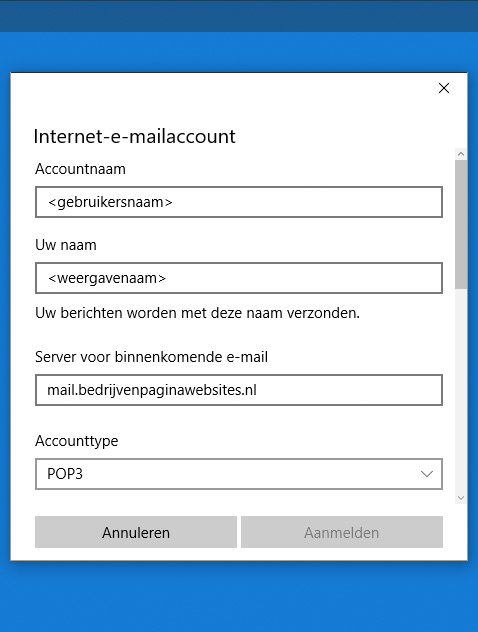 Internet-e-mailaccount
Accountnaam
<gebruikersnaam>
Uw naam
<weergavenaam>
Uw berichten worden met deze naam verzonden.
Server voor binnenkomende e-mail
mail.bedrijvenpaginawebsites.nl
Accounttype
POP3
Annuleren Aanmelden